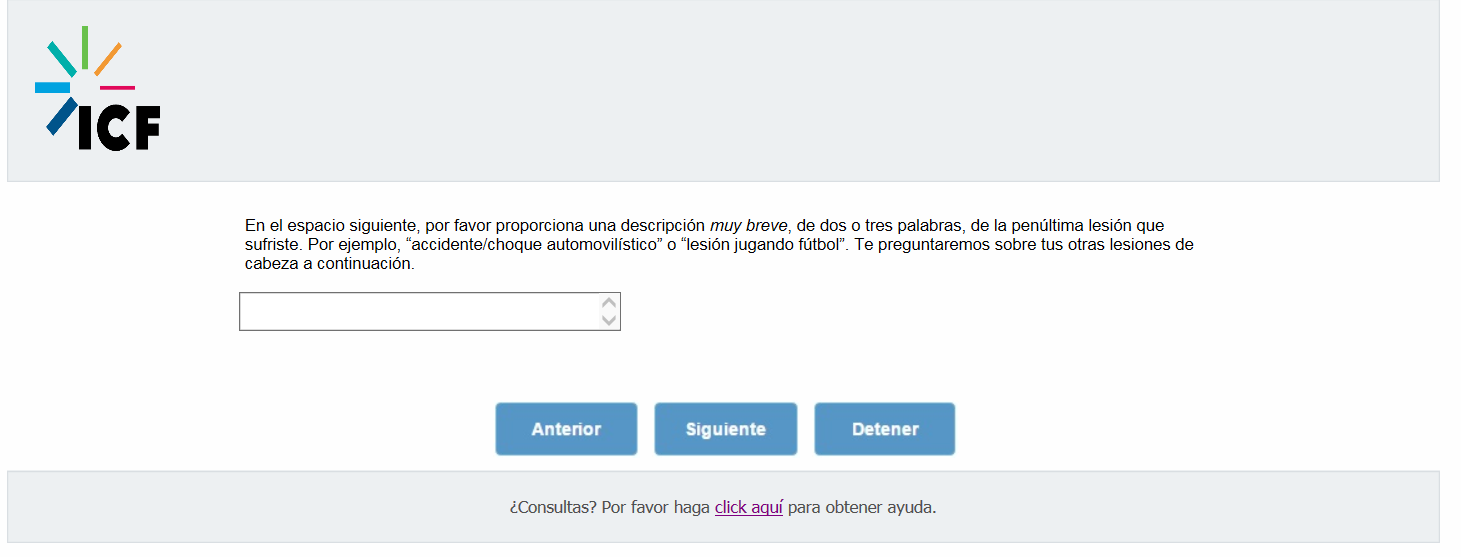 ICF
En el espacio siguiente, por favor proporciona una descripción muy breve, de dos o tres palabras, de la penúltima lesión que
sufriste. Por ejemplo, “accidente/choque automovilístico” o “lesión jugando fútbol”. Te preguntaremos sobre tus otras lesiones de
cabeza a continuación.
Anterior Siguiente Detener
¿Consultas? Por favor haga click aquí para obtener ayuda.